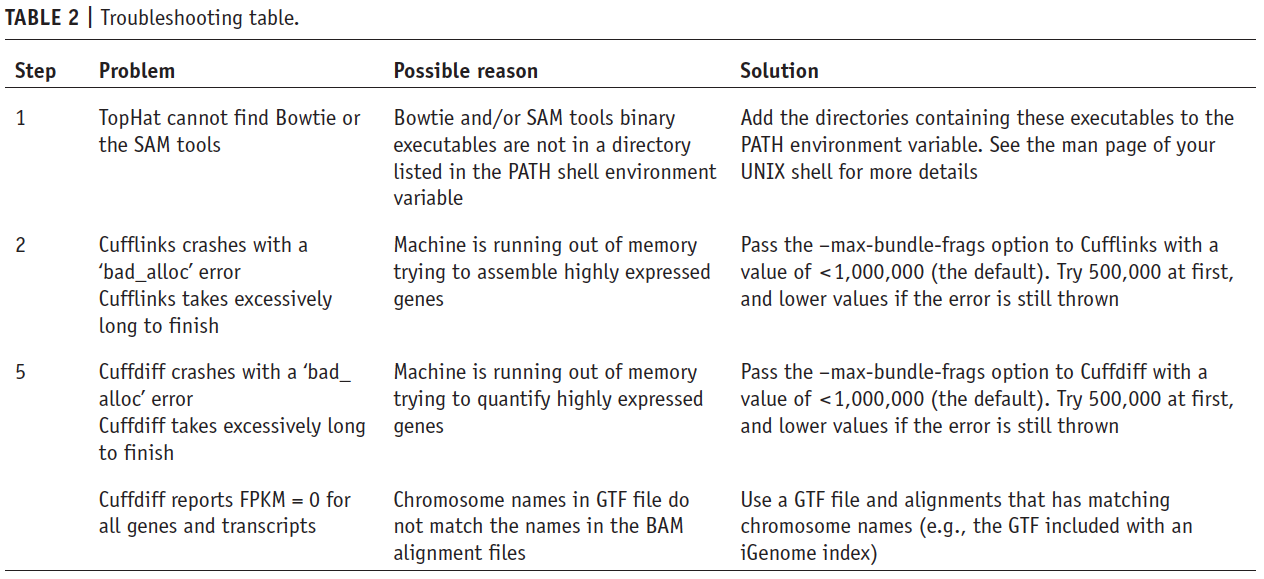 TABLE 2 | Troubleshooting table.
Step Problem Possible reason Solution
1 TopHat cannot find Bowtie or the SAM tools Bowtie and/or SAM tools binary executables are not in a directory listed in the PATH shell environment variable Add the directories containing these executables to the PATH environment variable. See the man page of your UNIX shell for more details
2 Cufflinks crashes with a ‘bad_alloc’ error Cufflinks takes excessively long to finish Machine is running out of memory trying to assemble highly expressed genes Pass the –max-bundle-frags option to Cufflinks with a value of <1,000,000 (the default). Try 500,000 at first, and lower values if the error is still thrown
5 Cuffdiff crashes with a ‘bad_alloc’ error Cuffdiff takes excessively long to finish Machine is running out of memory trying to quantify highly expressed genes Pass the –max-bundle-frags option to Cuffdiff with a value of <1,000,000 (the default). Try 500,000 at first, and lower values if the error is still thrown
Cuffdiff reports FPKM = 0 for all genes and transcripts Chromosome names in GTF file do not match the names in the BAM alignment files Use a GTF file and alignments that has matching chromosome names (e.g., the GTF included with an iGenome index)